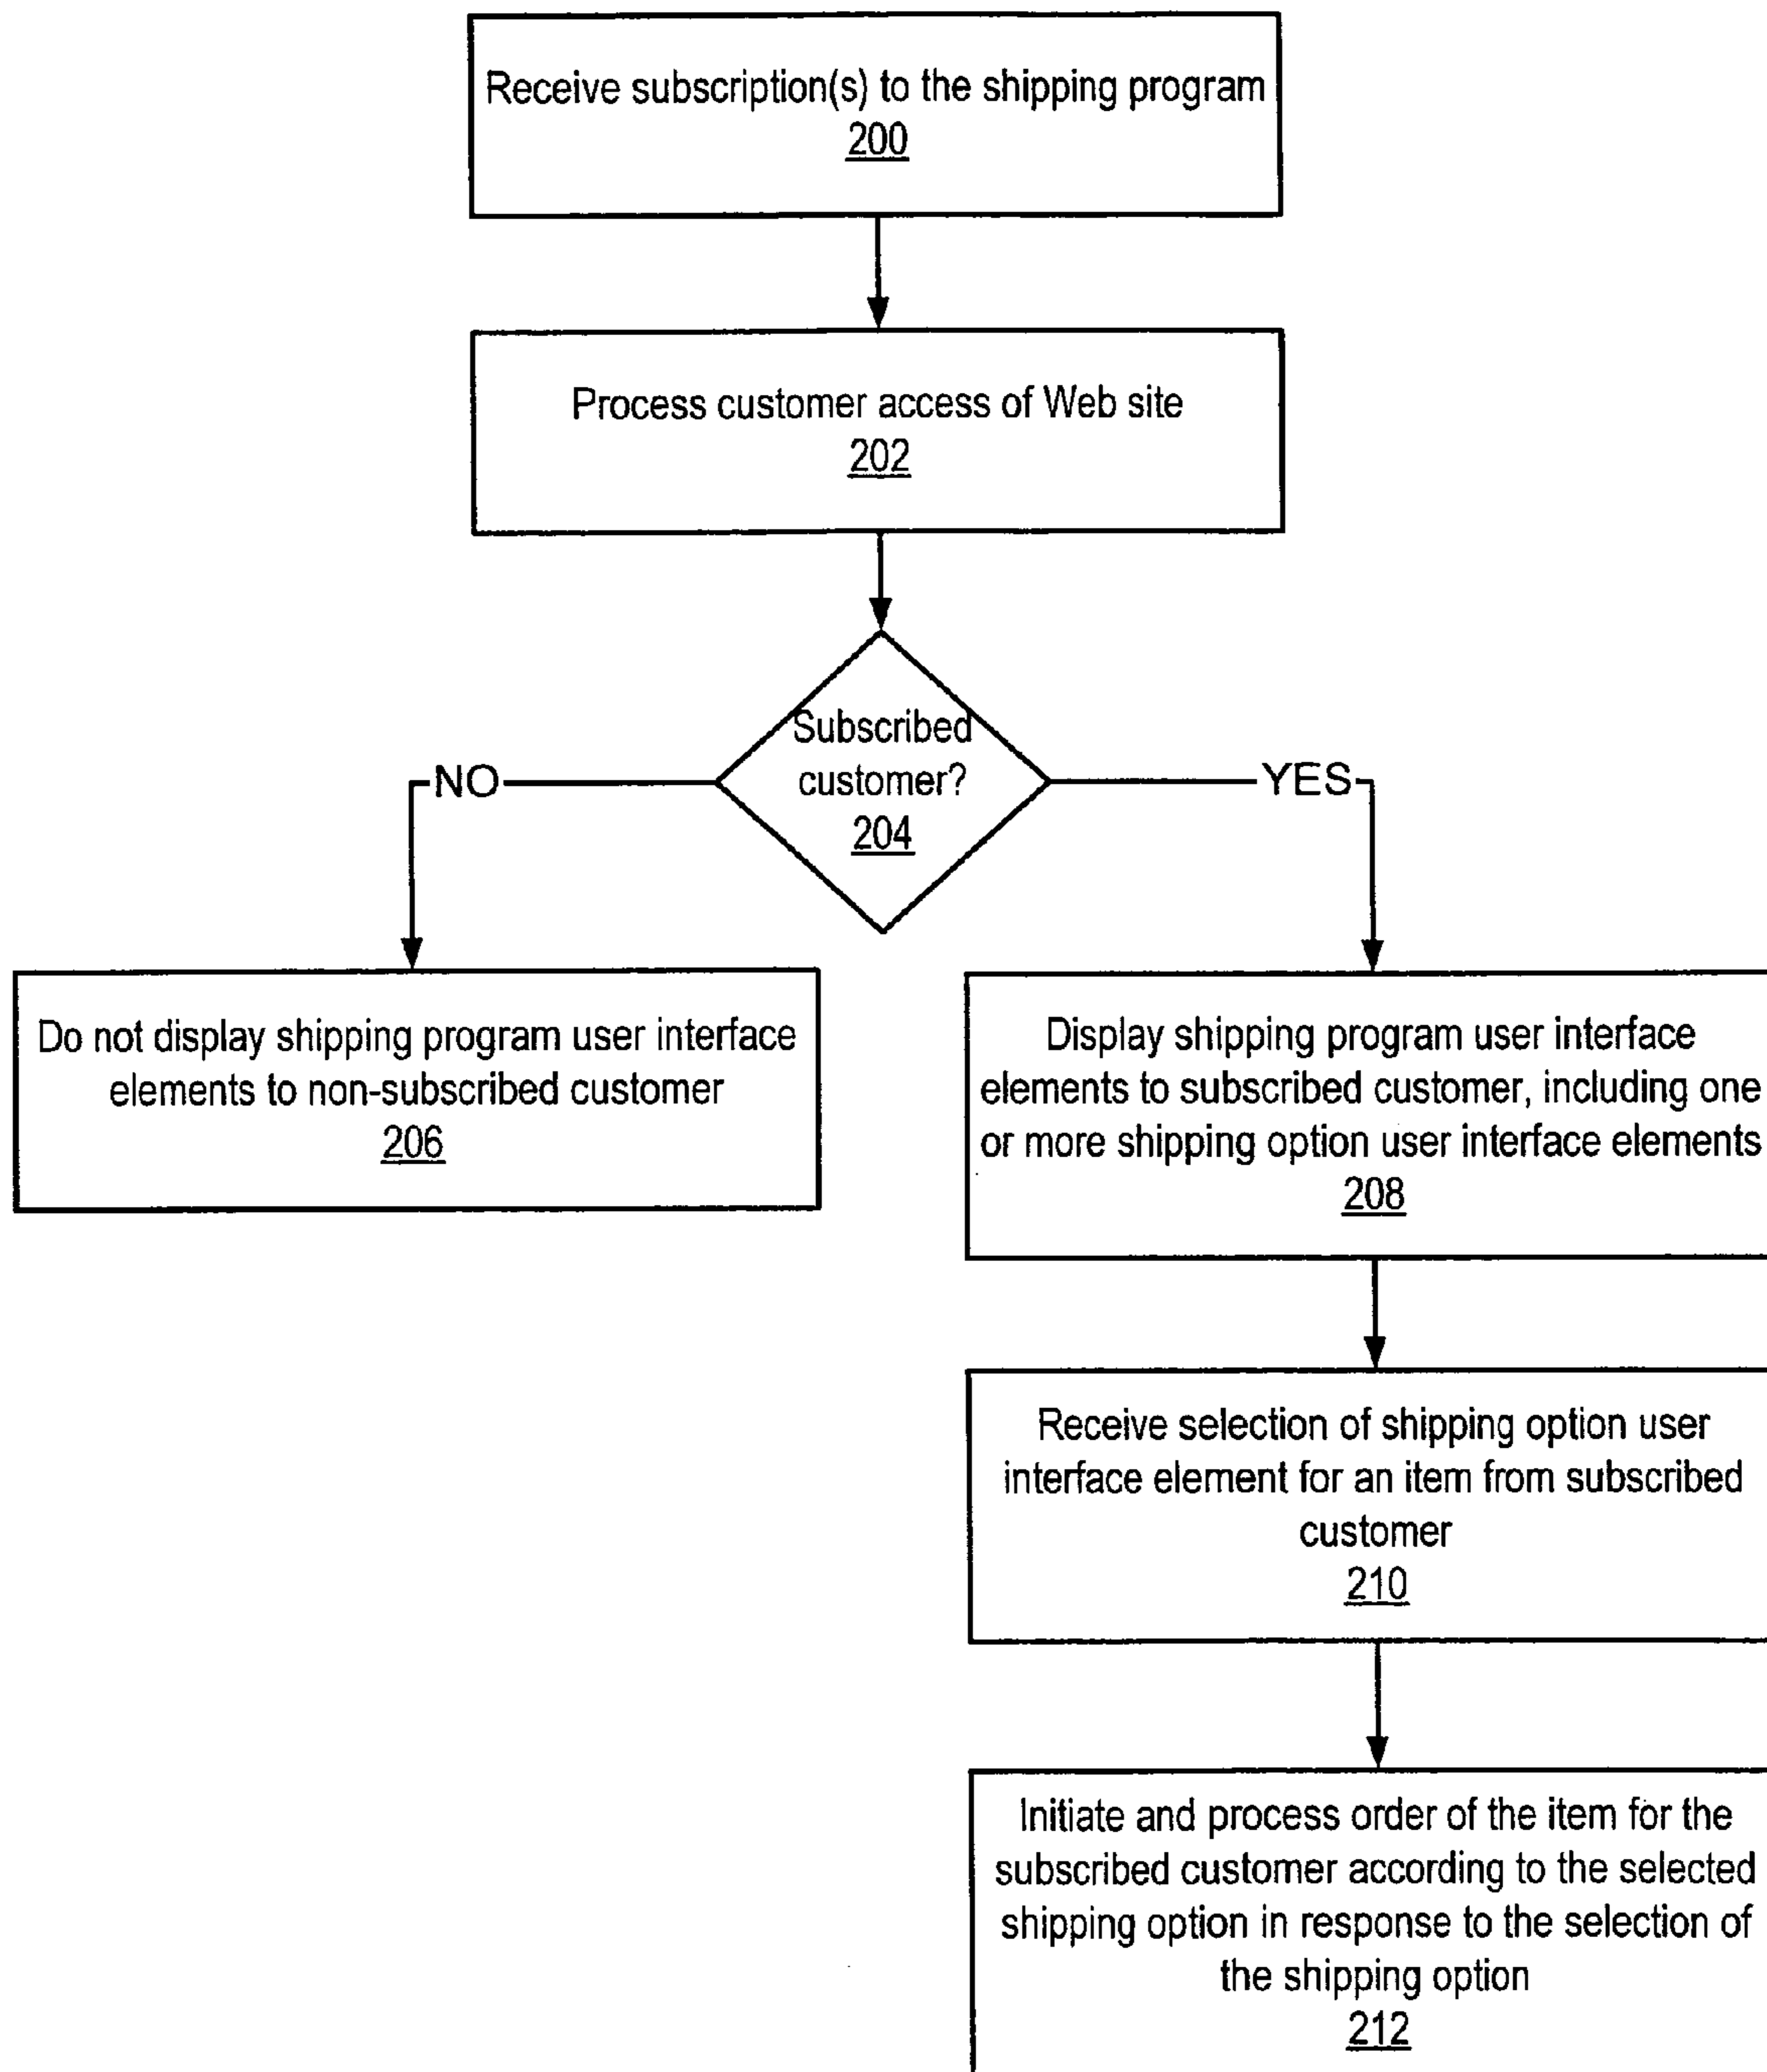 Receive subscription(s) to the shipping program
200
Process customer access of Web site
202
Subscribed
customer?
204
NO
YES
Do not display shipping program user interface
elements to non-subscribed customer
206
Display shipping program user interface
elements to subscribed customer, including one
or more shipping option user interface elements
208
Receive selection of shipping option user
interface element for an item from subscribed
customer
210
Initiate and process order of the item for the
subscribed customer according to the selected
shipping option in response to the selection of
the shipping option
212